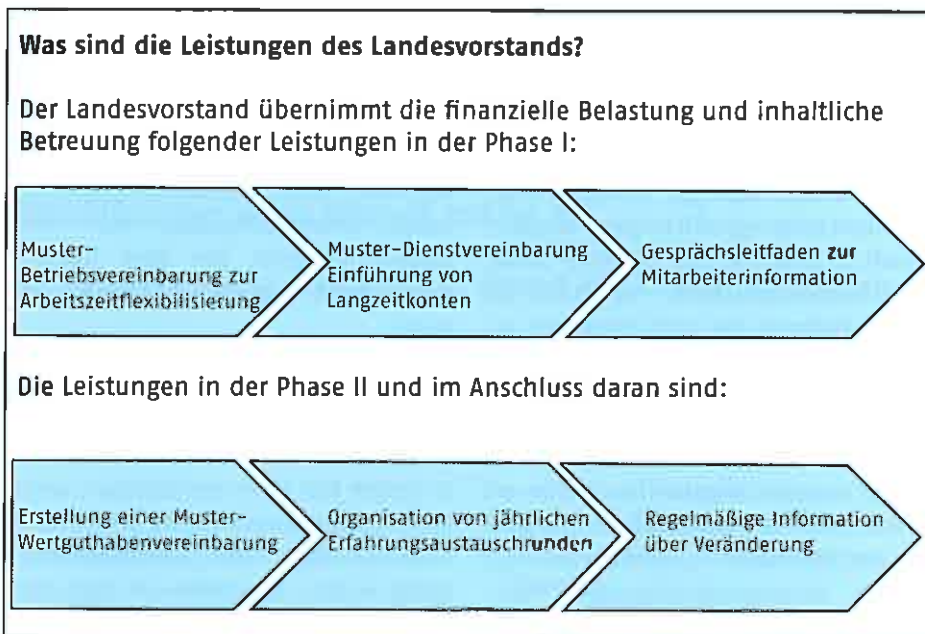 Was sind die Leistungen des Landesvorstands?
Der Landesvorstand übernimmt die finanzielle Belastung und inhaltliche
Betreuung folgender Leistungen in der Phase I:
Muster-
Betriebsvereinbarung zur
Arbeitszeitflexibilisierung
Muster-Dienstvereinbarung
Einführung von
Langzeitkonten
Gesprächsleitfaden zur
Mitarbeiterinformation
Die Leistungen in der Phase II und im Anschluss daran sind:
Erstellung einer Muster-
Wertguthabenvereinbarung
Organisation von jährlichen
Erfahrungsaustauschrunden
Regelmäßige Information
über Veränderung